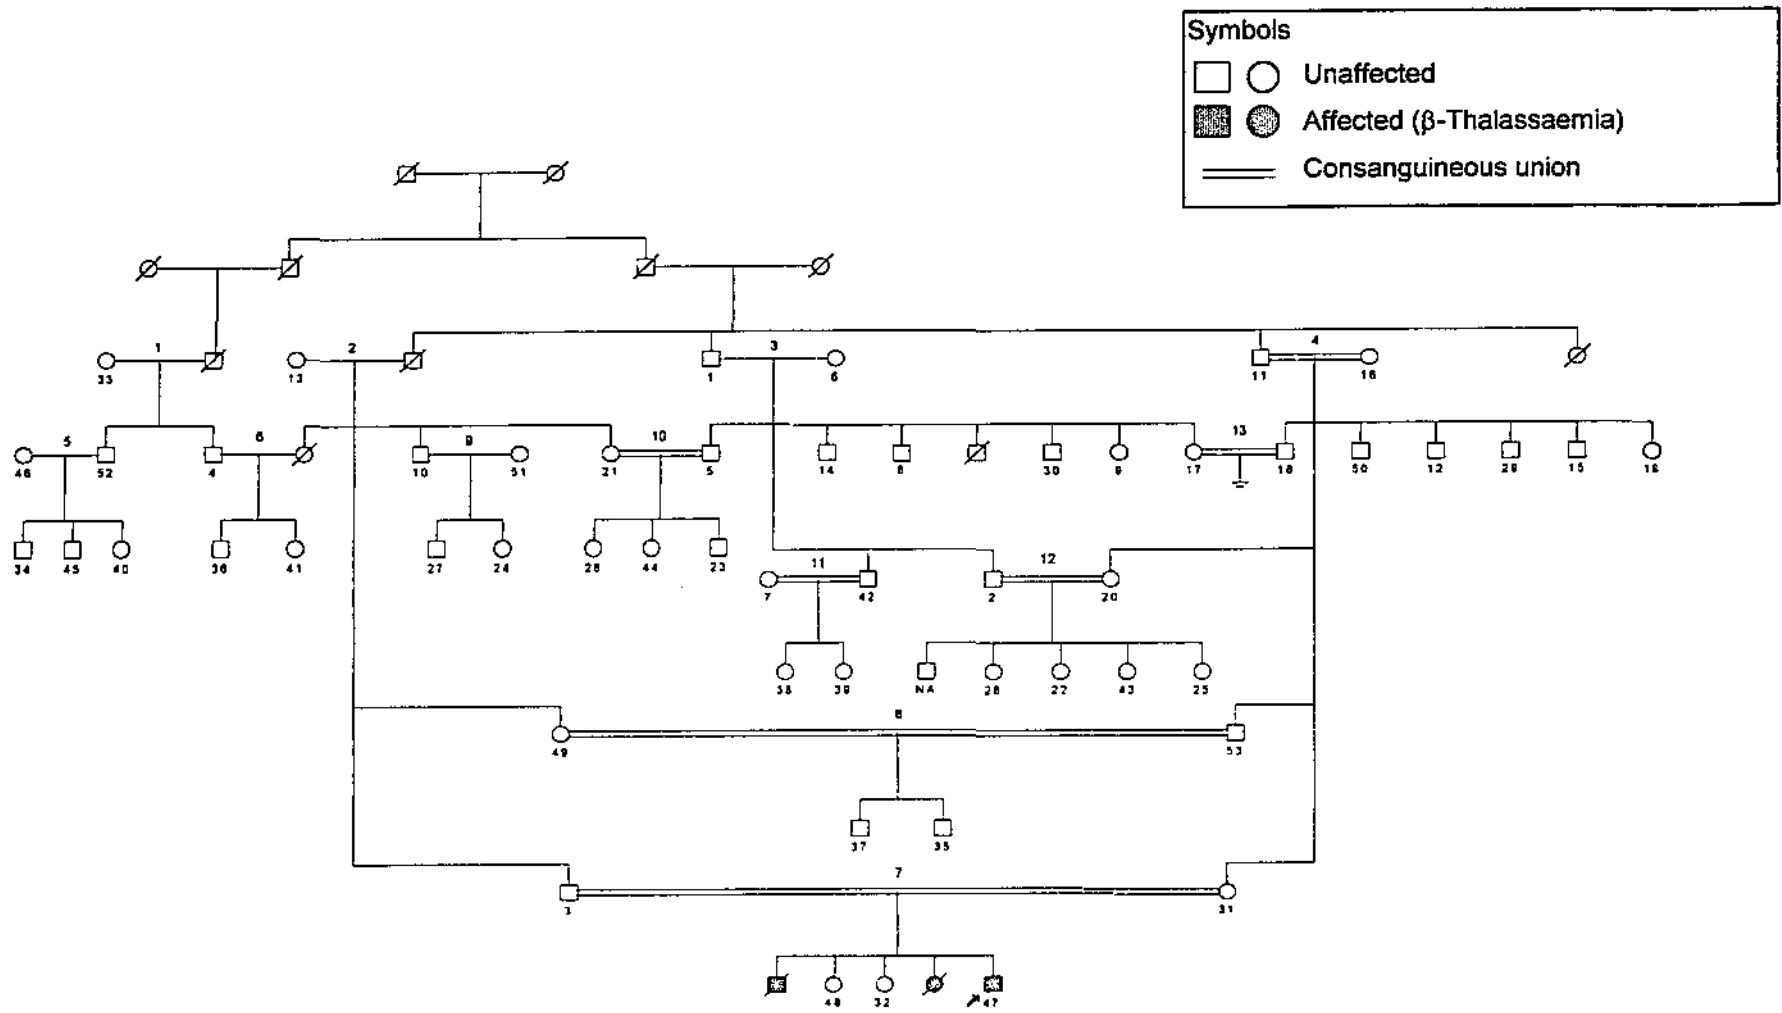 Symbols
Unaffected
Affected (β-Thalassaemia)
Consanguineous union
1 2 3 4
33 13 1 6 11 16
5 6 9 10 13
46 52 4 10 51 21 5 14 8 30 9 17 18 50 12 29 15 19
34 45 40 36 41 27 24 28 44 23
11 12
7 42 2 20
38 39 NA 26 22 43 25
8
49 53
37 35
7
3 31
48 32 47